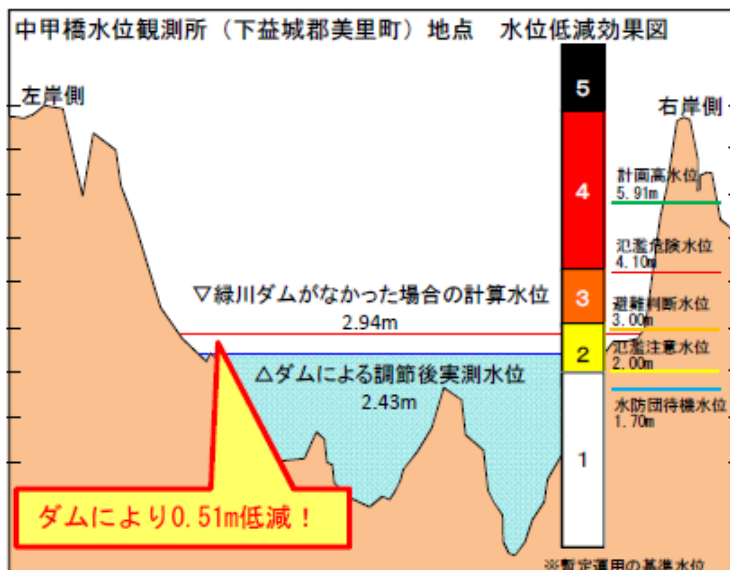 中甲橋水位観測所（下益城郡美里町）地点　水位低減効果図
左岸側
右岸側
5
4
3
2
1
計画高水位
5.91m
氾濫危険水位
4.10m
避難判断水位
3.00m
氾濫注意水位
2.00m
水防団待機水位
1.70m
▽緑川ダムがなかった場合の計算水位
2.94m
△ダムによる調節後実測水位
2.43m
ダムにより0.51m低減！
※暫定運用の基準水位